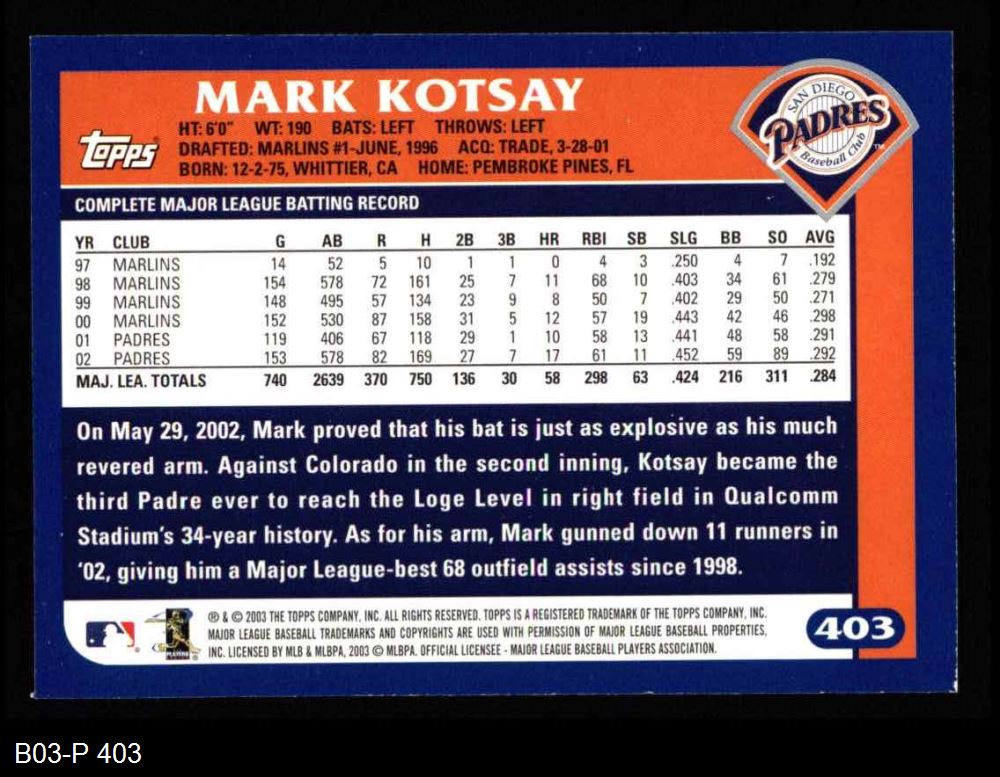 MARK KOTSAY
Topps
HT: 6'0" WT: 190 BATS: LEFT THROWS: LEFT
DRAFTED: MARLINS #1-JUNE, 1996 ACQ: TRADE, 3-28-01
BORN: 12-2-75, WHITTIER, CA HOME: PEMBROKE PINES, FL
SAN DIEGO
PADRES
Baseball Club
TM
COMPLETE MAJOR LEAGUE BATTING RECORD
YR CLUB G AB R H 2B 3B HR RBI SB SLG BB SO AVG
97 MARLINS 14 52 5 10 1 1 0 4 3 .250 4 7 .192
98 MARLINS 154 578 72 161 25 7 11 68 10 .403 34 61 .279
99 MARLINS 148 495 57 134 23 9 8 50 7 .402 29 50 .271
00 MARLINS 152 530 87 158 31 5 12 57 19 .443 42 46 .298
01 PADRES 119 406 67 118 29 1 10 58 13 .441 48 58 .291
02 PADRES 153 578 82 169 27 7 17 61 11 .452 59 89 .292
MAJ. LEA. TOTALS 740 2639 370 750 136 30 58 298 63 .424 216 311 .284
On May 29, 2002, Mark proved that his bat is just as explosive as his much
revered arm. Against Colorado in the second inning, Kotsay became the
third Padre ever to reach the Loge Level in right field in Qualcomm
Stadium's 34-year history. As for his arm, Mark gunned down 11 runners in
'02, giving him a Major League-best 68 outfield assists since 1998.
® & © 2003 THE TOPPS COMPANY, INC. ALL RIGHTS RESERVED. TOPPS IS A REGISTERED TRADEMARK OF THE TOPPS COMPANY, INC.
MAJOR LEAGUE BASEBALL TRADEMARKS AND COPYRIGHTS ARE USED WITH PERMISSION OF MAJOR LEAGUE BASEBALL PROPERTIES,
INC. LICENSED BY MLB & MLBPA, 2003 © MLBPA. OFFICIAL LICENSEE - MAJOR LEAGUE BASEBALL PLAYERS ASSOCIATION.
403
B03-P 403